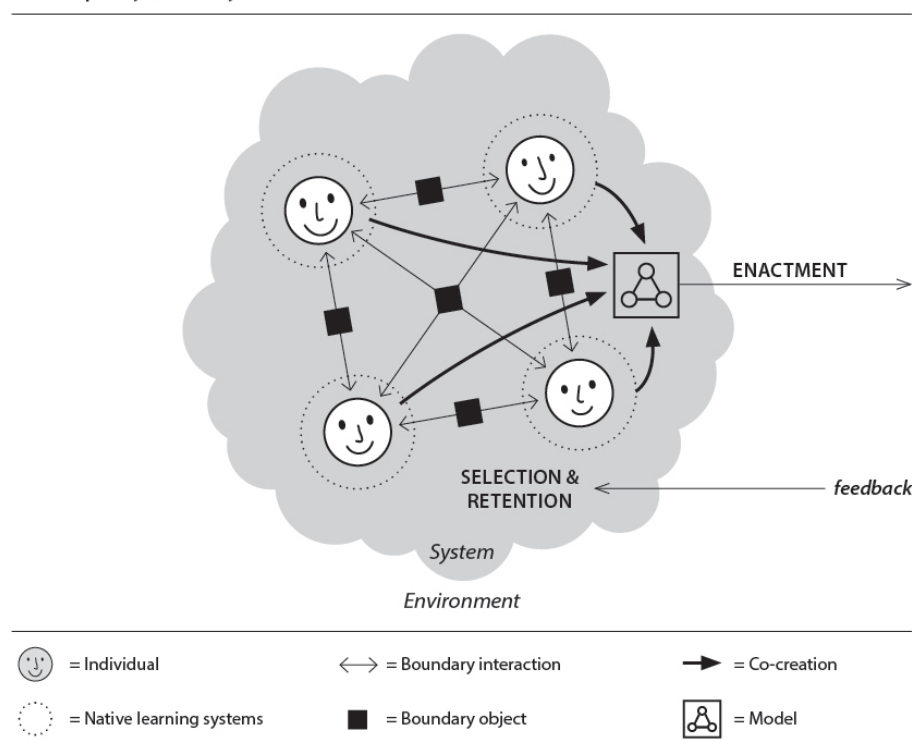 ENACTMENT
SELECTION &
RETENTION
feedback
System
Environment
= Individual
= Boundary interaction
= Co-creation
= Native learning systems
= Boundary object
= Model